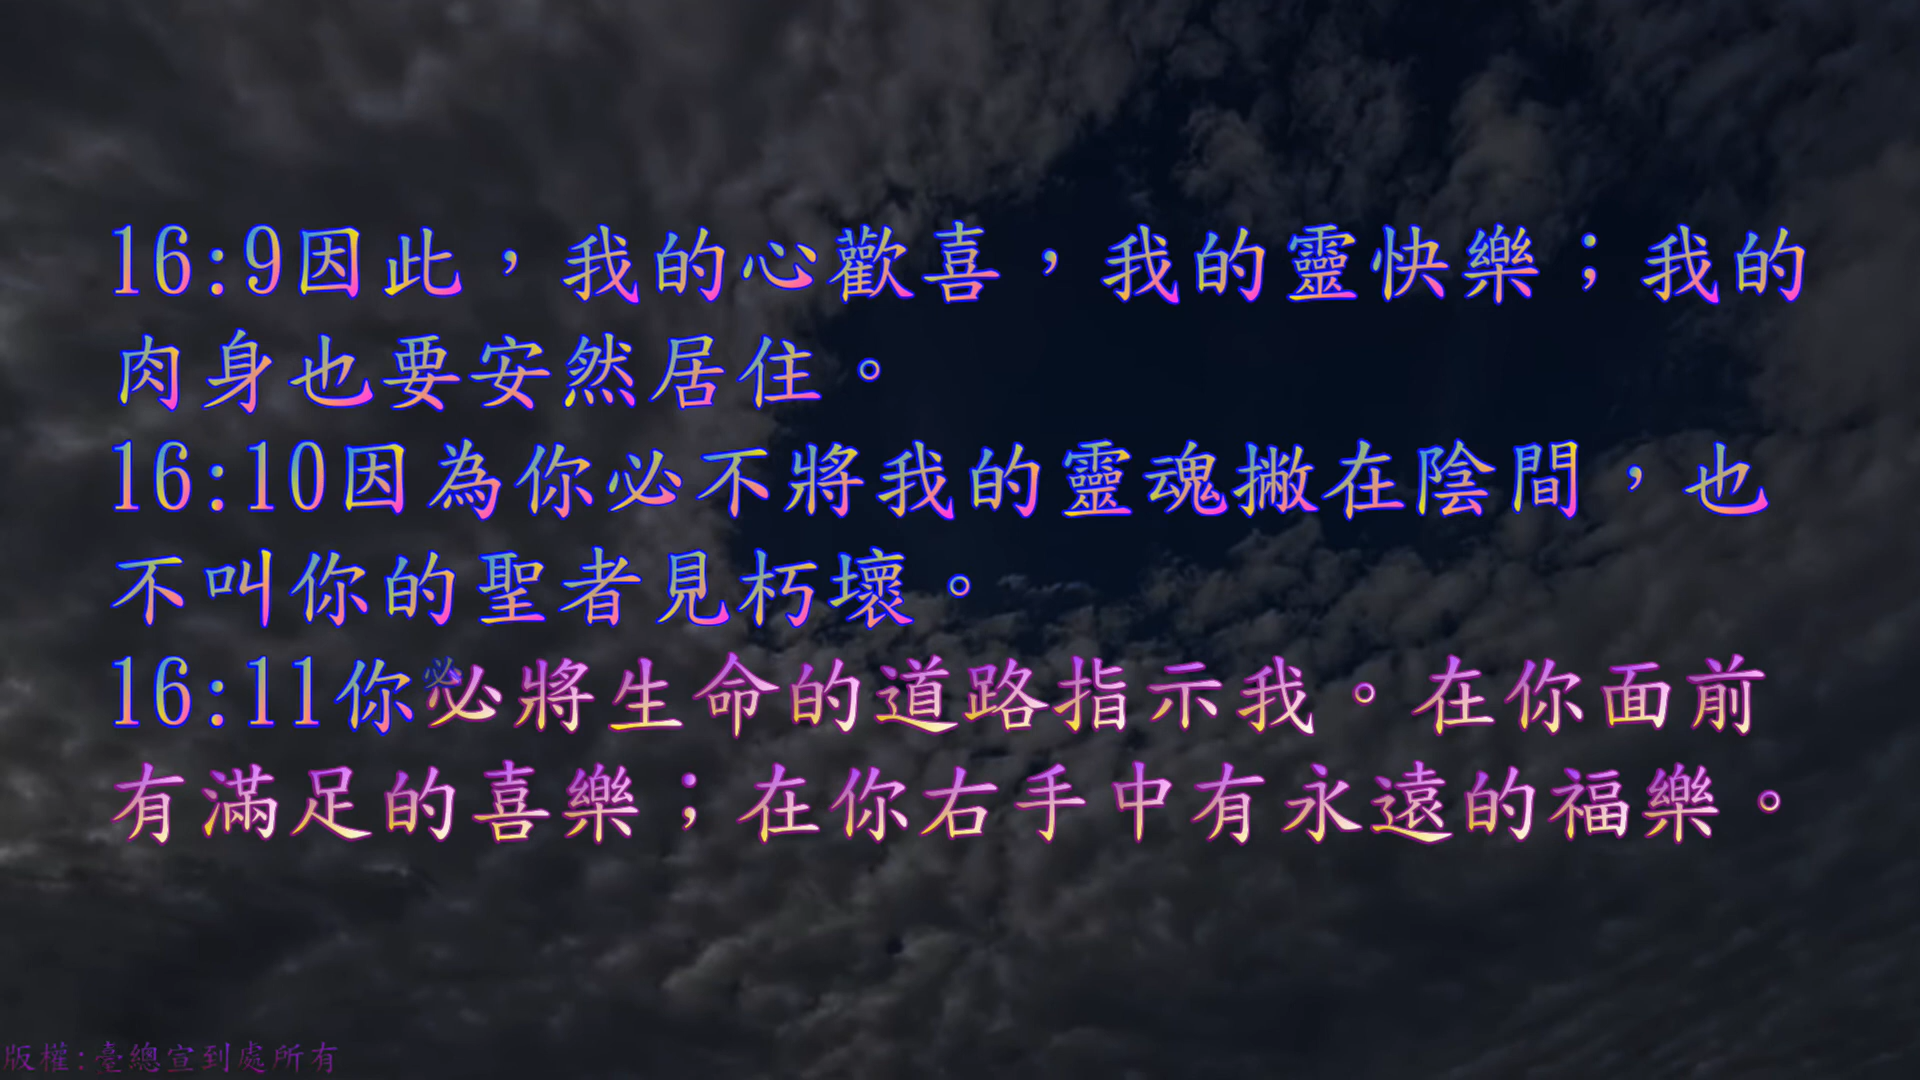 16:9因此，我的心歡喜，我的靈快樂；我的
肉身也要安然居住。
16:10因為你必不將我的靈魂撇在陰間，也
不叫你的聖者見朽壞。
16:11你必將生命的道路指示我。在你面前
有滿足的喜樂；在你右手中有永遠的福樂。
版權:臺總宣到處所有